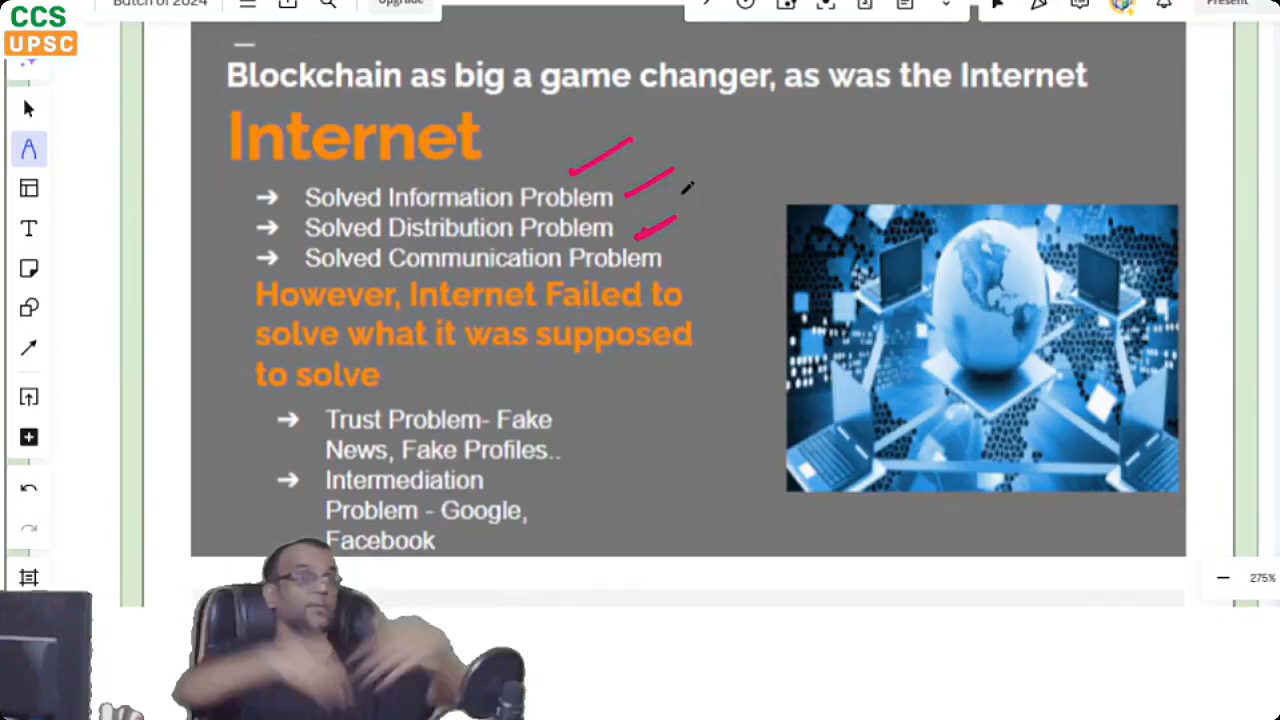 CCS
UPSC
Batch of 2024
Upgrade
Present
Blockchain as big a game changer, as was the Internet
Internet
➔ Solved Information Problem
➔ Solved Distribution Problem
➔ Solved Communication Problem
However, Internet Failed to
solve what it was supposed
to solve
➔ Trust Problem- Fake
News, Fake Profiles..
➔ Intermediation
Problem - Google,
Facebook
275%